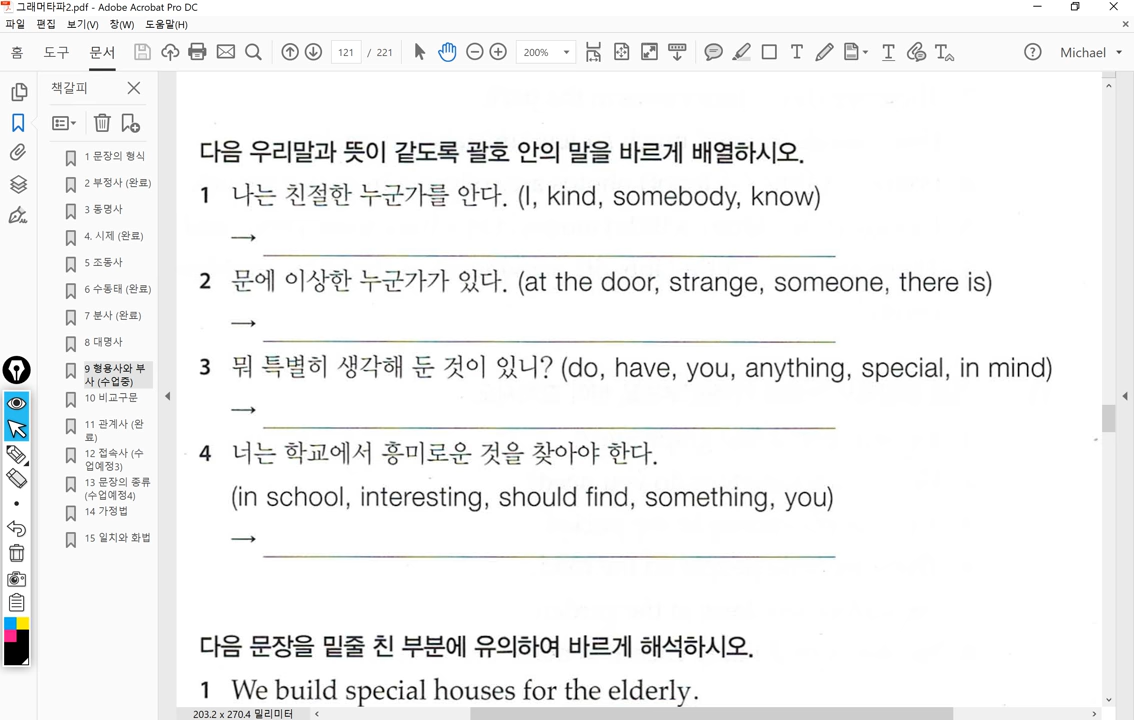 그래머타파2.pdf - Adobe Acrobat Pro DC
파일 편집 보기(V) 창(W) 도움말(H)
홈 도구 문서 121 / 221 200% Michael
책갈피
1 문장의 형식
2 부정사 (완료)
3 동명사
4. 시제 (완료)
5 조동사
6 수동태 (완료)
7 분사 (완료)
8 대명사
9 형용사와 부
사 (수업중)
10 비교구문
11 관계사 (완
료)
12 접속사 (수
업예정3)
13 문장의 종류
(수업예정4)
14 가정법
15 일치와 화법
다음 우리말과 뜻이 같도록 괄호 안의 말을 바르게 배열하시오.
1 나는 친절한 누군가를 안다. (I, kind, somebody, know)
→
2 문에 이상한 누군가가 있다. (at the door, strange, someone, there is)
→
3 뭐 특별히 생각해 둔 것이 있니? (do, have, you, anything, special, in mind)
→
4 너는 학교에서 흥미로운 것을 찾아야 한다.
(in school, interesting, should find, something, you)
→
다음 문장을 밑줄 친 부분에 유의하여 바르게 해석하시오.
1 We build special houses for the elderly.
203.2 x 270.4 밀리미터